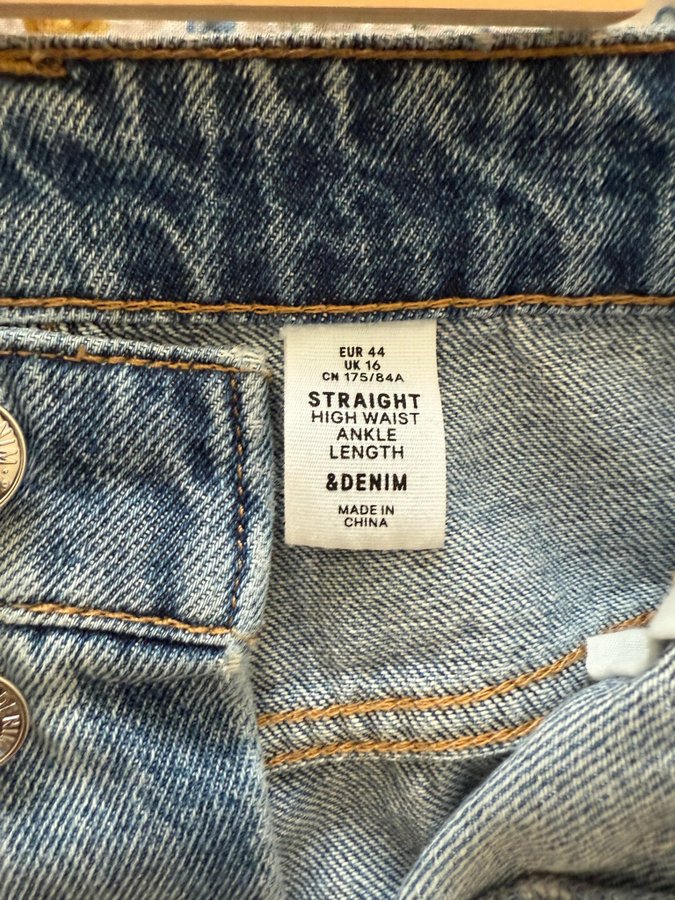 EUR 44
UK 16
CN 175/84A
STRAIGHT
HIGH WAIST
ANKLE
LENGTH
&DENIM
MADE IN
CHINA